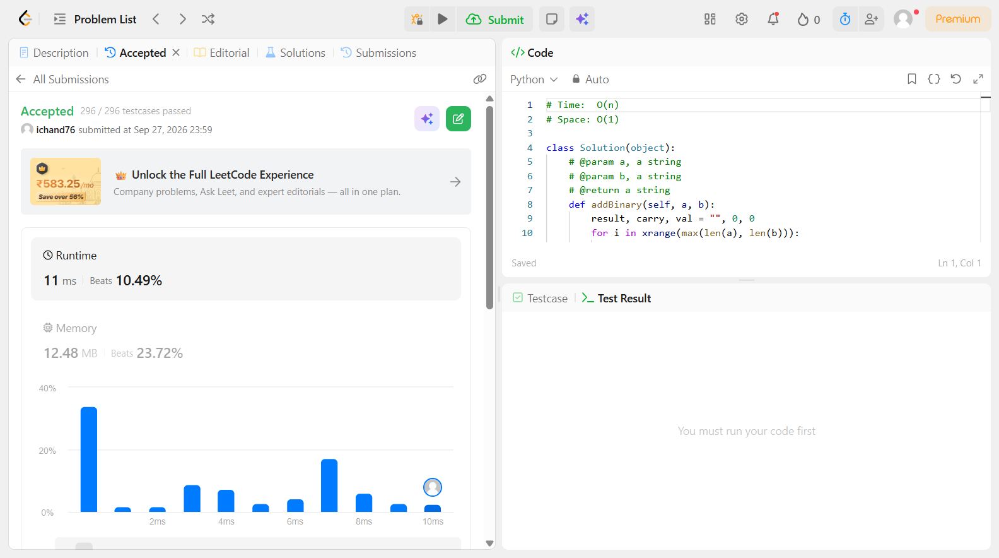 Problem List
Submit
0
Premium
Description
Accepted
Editorial
Solutions
Submissions
All Submissions
Accepted 296 / 296 testcases passed
ichand76 submitted at Sep 27, 2026 23:59
₹583.25/mo
Save over 56%
Unlock the Full LeetCode Experience
Company problems, Ask Leet, and expert editorials — all in one plan.
Runtime
11 ms Beats 10.49%
Memory
12.48 MB Beats 23.72%
40%
20%
0%
2ms
4ms
6ms
8ms
10ms
</> Code
Python
Auto
1 # Time:  O(n)
2 # Space: O(1)
3
4 class Solution(object):
5     # @param a, a string
6     # @param b, a string
7     # @return a string
8     def addBinary(self, a, b):
9         result, carry, val = "", 0, 0
10         for i in xrange(max(len(a), len(b))):
Saved
Ln 1, Col 1
Testcase
Test Result
You must run your code first